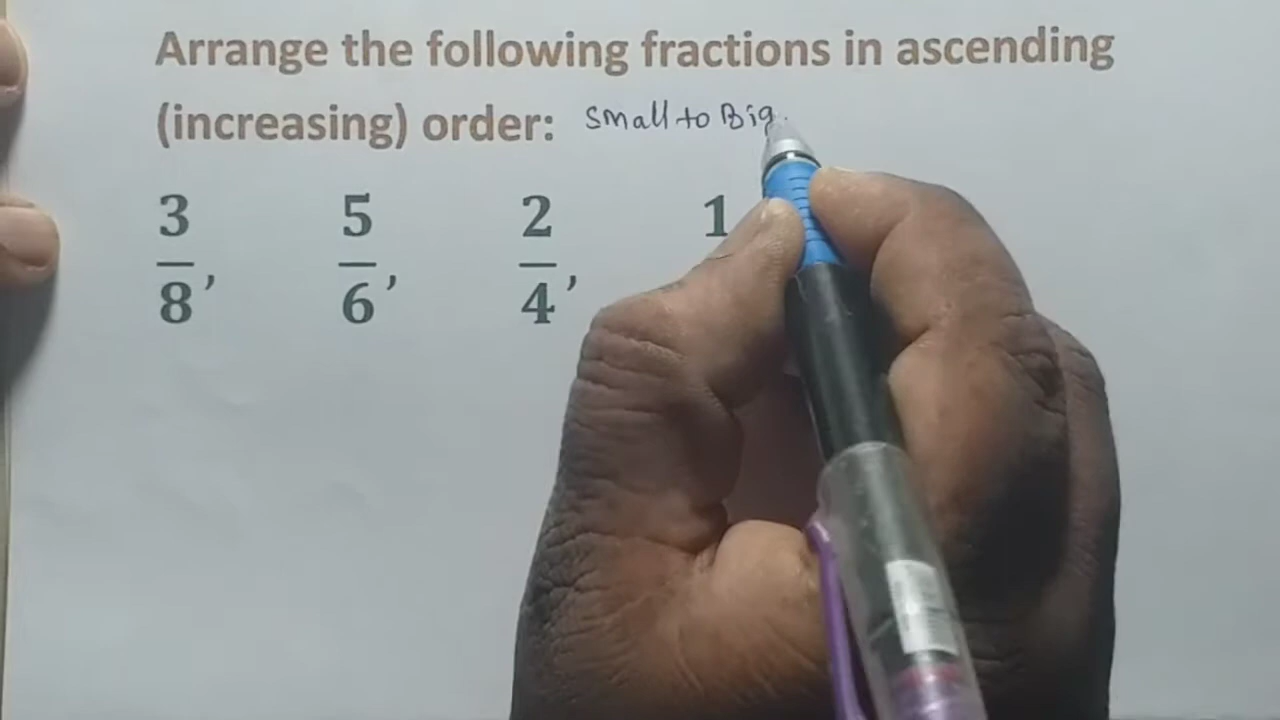 Arrange the following fractions in ascending
(increasing) order: Small to Big
3/8, 5/6, 2/4, 1